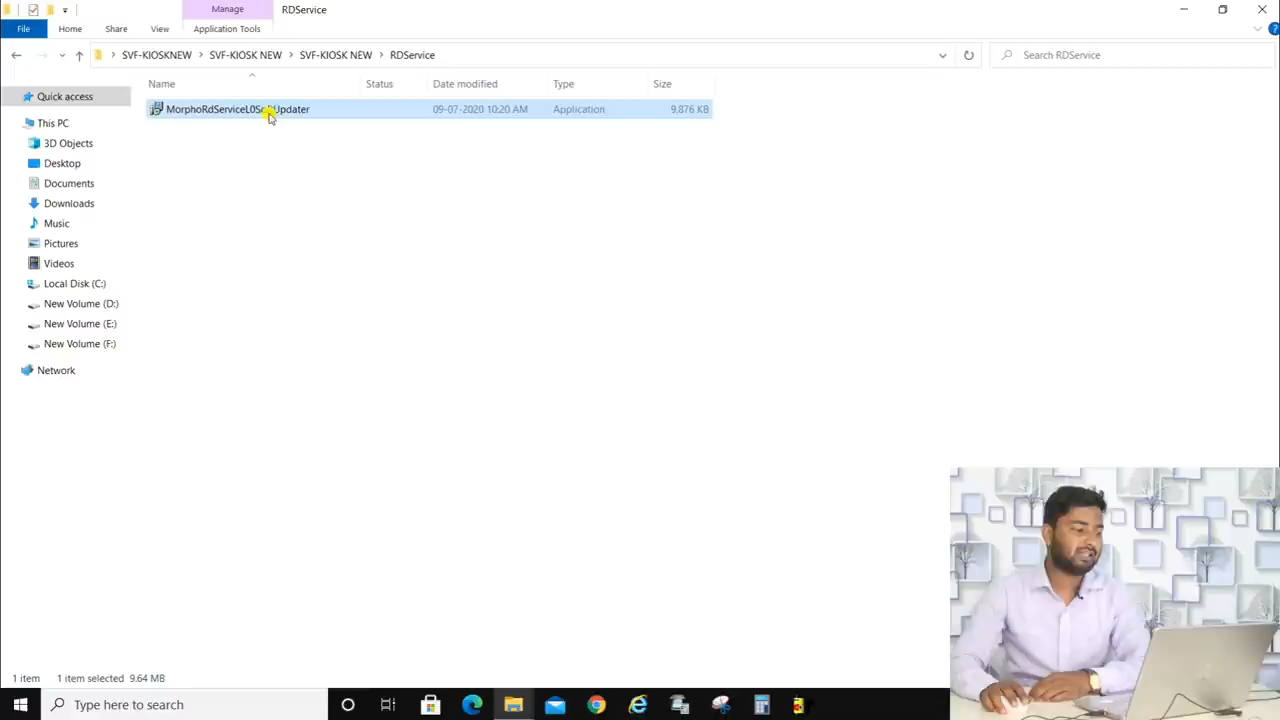 Manage
RDService
File
Home
Share
View
Application Tools
SVF-KIOSKNEW
SVF-KIOSK NEW
SVF-KIOSK NEW
RDService
Search RDService
Name
Status
Date modified
Type
Size
09-07-2020 10:20 AM
Application
9,876 KB
Quick access
This PC
3D Objects
Desktop
Documents
Downloads
Music
Pictures
Videos
Local Disk (C:)
New Volume (D:)
New Volume (E:)
New Volume (F:)
Network
1 item
1 item selected 9.64 MB
Type here to search